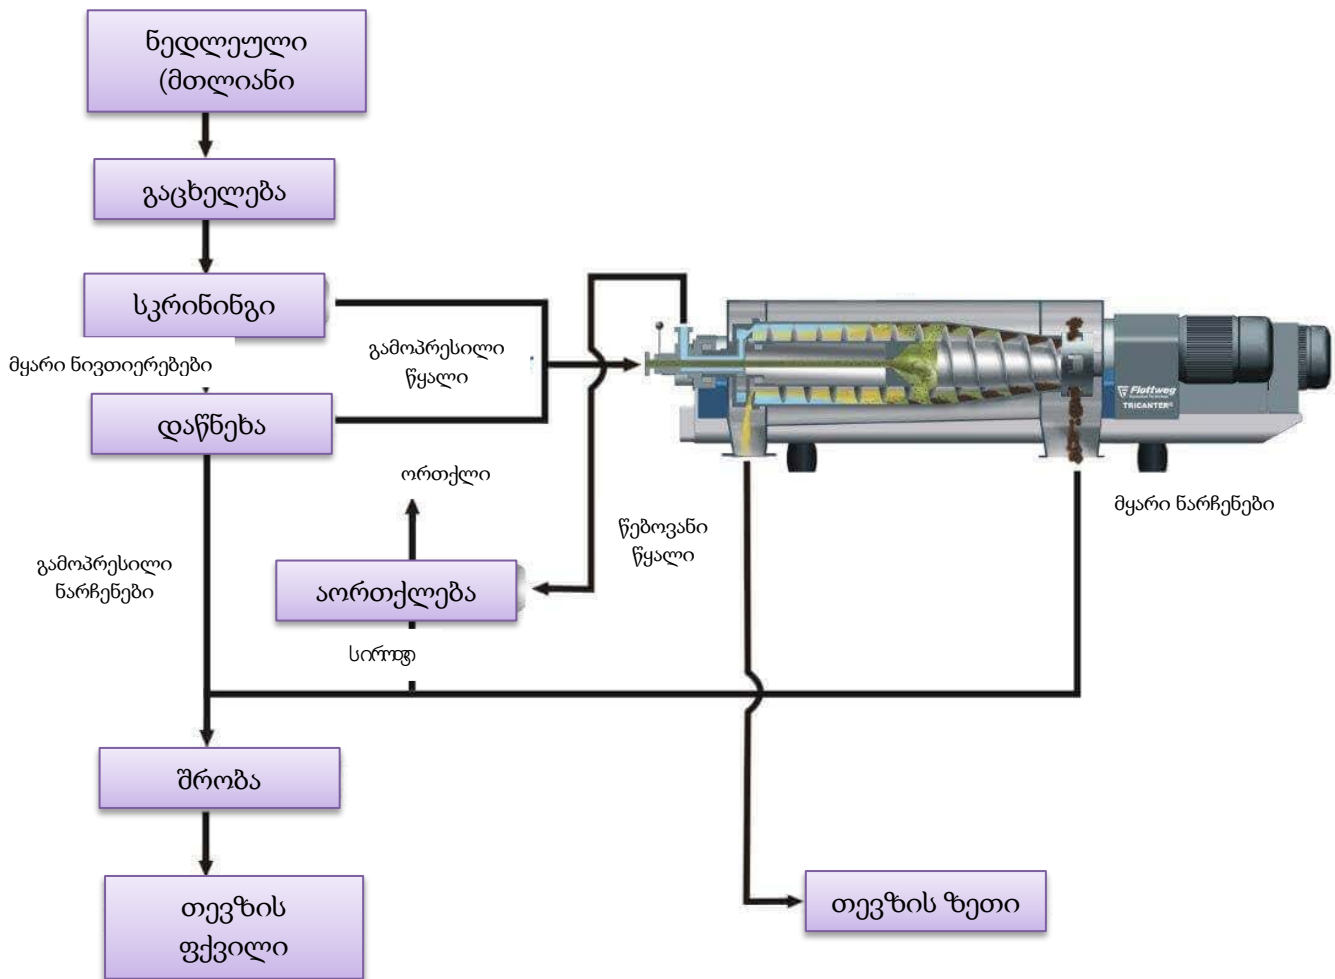 ნედლეული
(მთლიანი
გაცხელება
სკრინინგი
მყარი ნივთიერებები
გამოპრესილი
წყალი
დაწნეხა
Flottweg
TRICANTER®
ორთქლი
მყარი ნარჩენები
წებოვანი
წყალი
გამოპრესილი
ნარჩენები
აორთქლება
შრობა
თევზის
ფქვილი
თევზის ზეთი